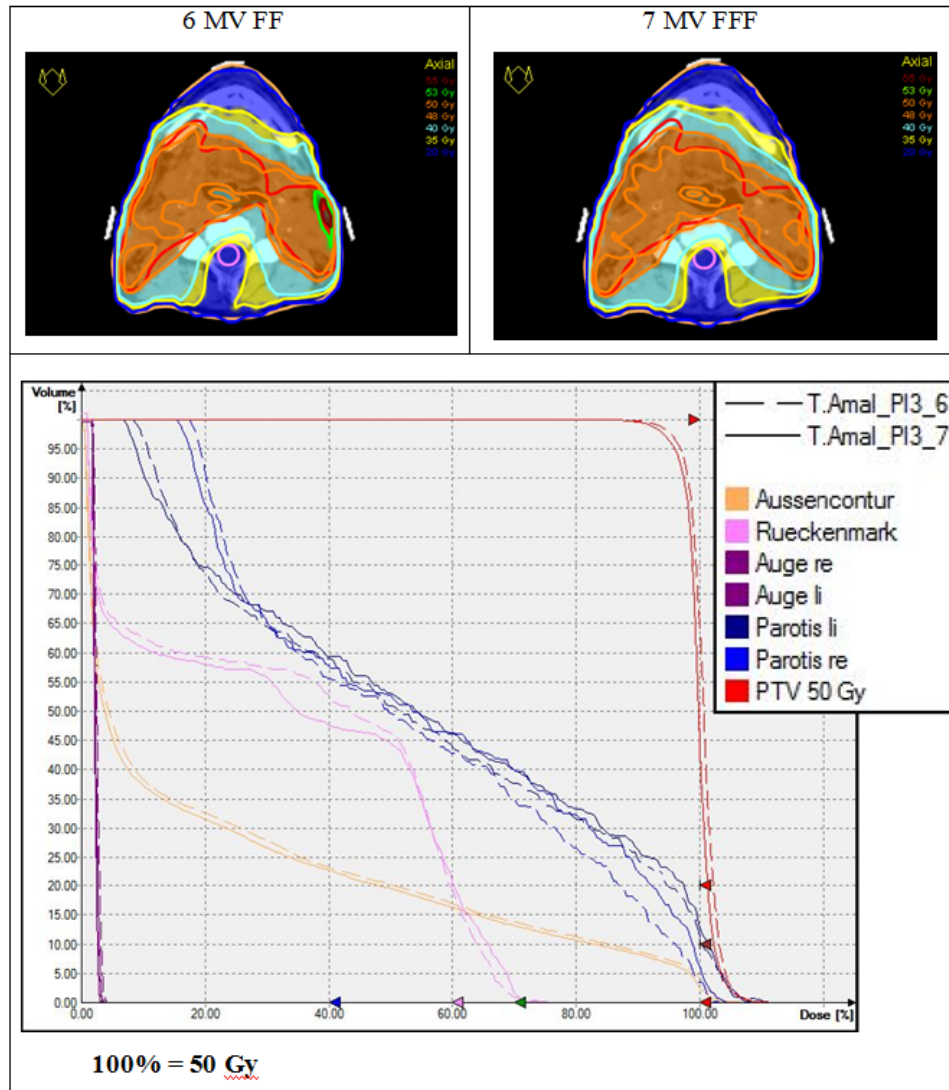 6 MV FF
7 MV FFF
Axial
55 Gy
53 Gy
50 Gy
48 Gy
40 Gy
35 Gy
20 Gy
Axial
55 Gy
53 Gy
50 Gy
48 Gy
40 Gy
35 Gy
20 Gy
Volume
[%]
95.00
90.00
85.00
80.00
75.00
70.00
65.00
60.00
55.00
50.00
45.00
40.00
35.00
30.00
25.00
20.00
15.00
10.00
5.00
0.00
0.00 20.00 40.00 60.00 80.00 100.00 Dose [%]
T.Amal_PI3_6
T.Amal_PI3_7
Aussencontur
Rueckenmark
Auge re
Auge li
Parotis li
Parotis re
PTV 50 Gy
100% = 50 Gy